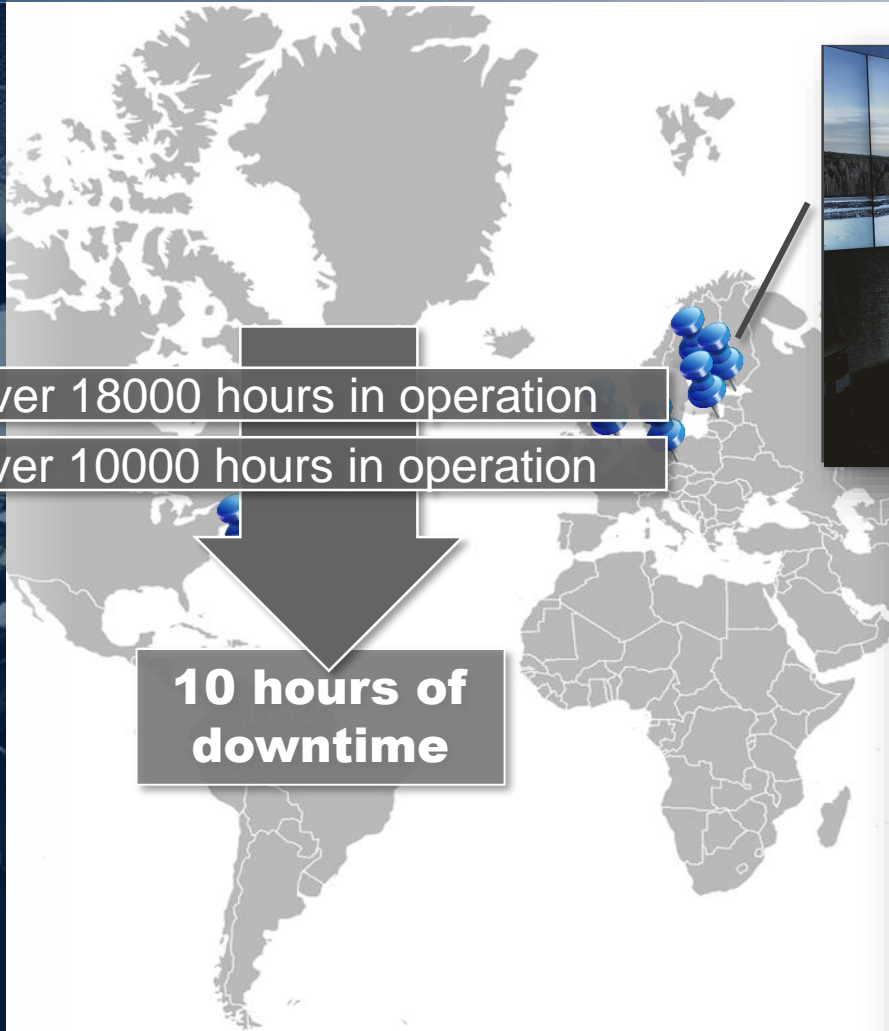 ver 18000 hours in operation
ver 10000 hours in operation
10 hours of
downtime